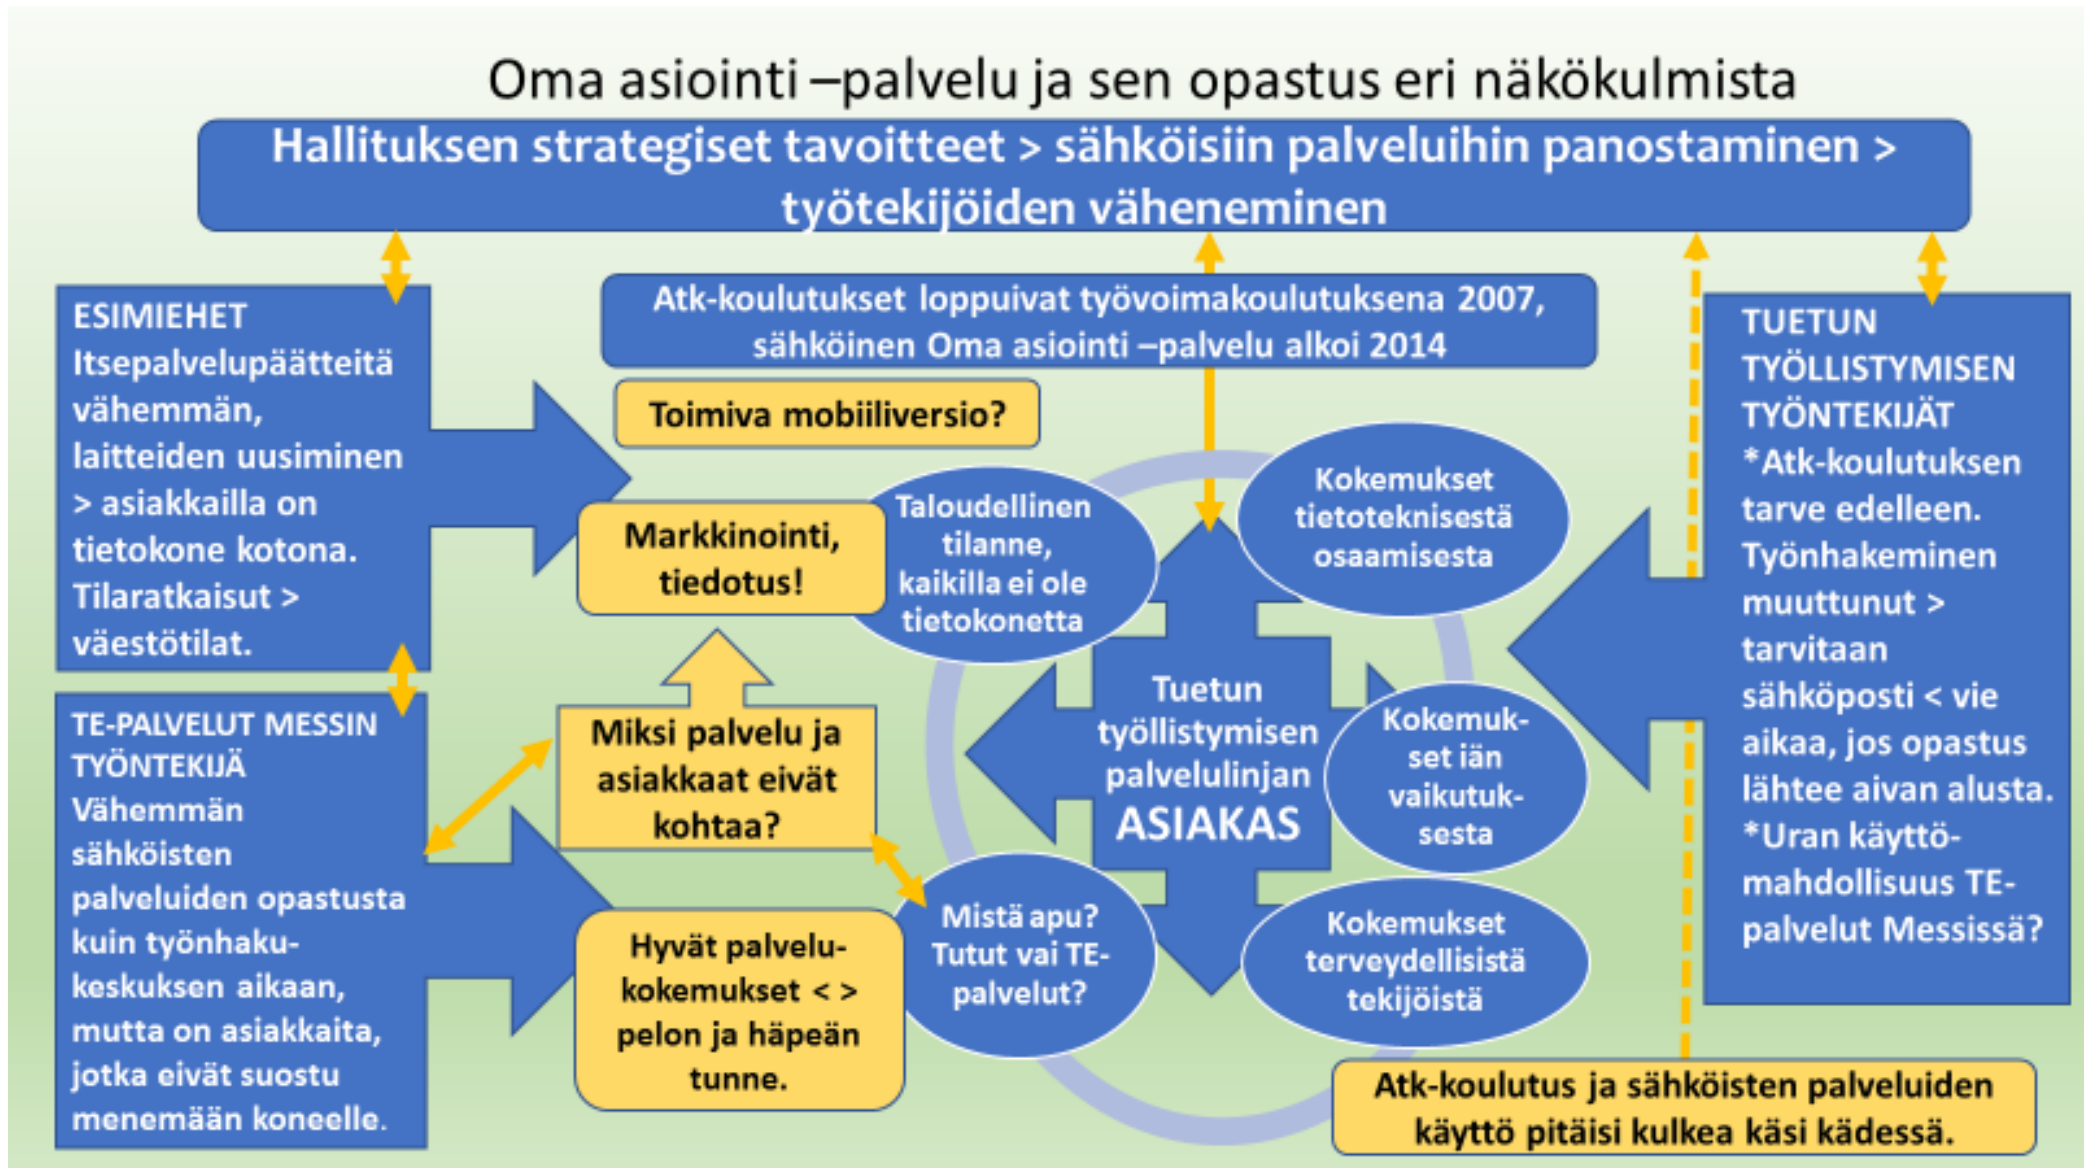 Oma asiointi –palvelu ja sen opastus eri näkökulmista
Hallituksen strategiset tavoitteet > sähköisiin palveluihin panostaminen >
työtekijöiden väheneminen
ESIMIEHET
Itsepalvelupäätteitä
vähemmän,
laitteiden uusiminen
> asiakkailla on
tietokone kotona.
Tilaratkaisut >
väestötilat.
TE-PALVELUT MESSIN
TYÖNTEKIJÄ
Vähemmän
sähköisten
palveluiden opastusta
kuin työnhaku-
keskuksen aikaan,
mutta on asiakkaita,
jotka eivät suostu
menemään koneelle.
Atk-koulutukset loppuivat työvoimakoulutuksena 2007,
sähköinen Oma asiointi –palvelu alkoi 2014
Toimiva mobiiliversio?
Markkinointi,
tiedotus!
Miksi palvelu ja
asiakkaat eivät
kohtaa?
Hyvät palvelu-
kokemukset < >
pelon ja häpeän
tunne.
Taloudellinen
tilanne,
kaikilla ei ole
tietokonetta
Kokemukset
tietoteknisestä
osaamisesta
Tuetun
työllistymisen
palvelulinjan
ASIAKAS
Kokemuk-
set iän
vaikutuk-
sesta
Mistä apu?
Tutut vai TE-
palvelut?
Kokemukset
terveydellisistä
tekijöistä
TUETUN
TYÖLLISTYMISEN
TYÖNTEKIJÄT
*Atk-koulutuksen
tarve edelleen.
Työnhakeminen
muuttunut >
tarvitaan
sähköposti < vie
aikaa, jos opastus
lähtee aivan alusta.
*Uran käyttö-
mahdollisuus TE-
palvelut Messissä?
Atk-koulutus ja sähköisten palveluiden
käyttö pitäisi kulkea käsi kädessä.